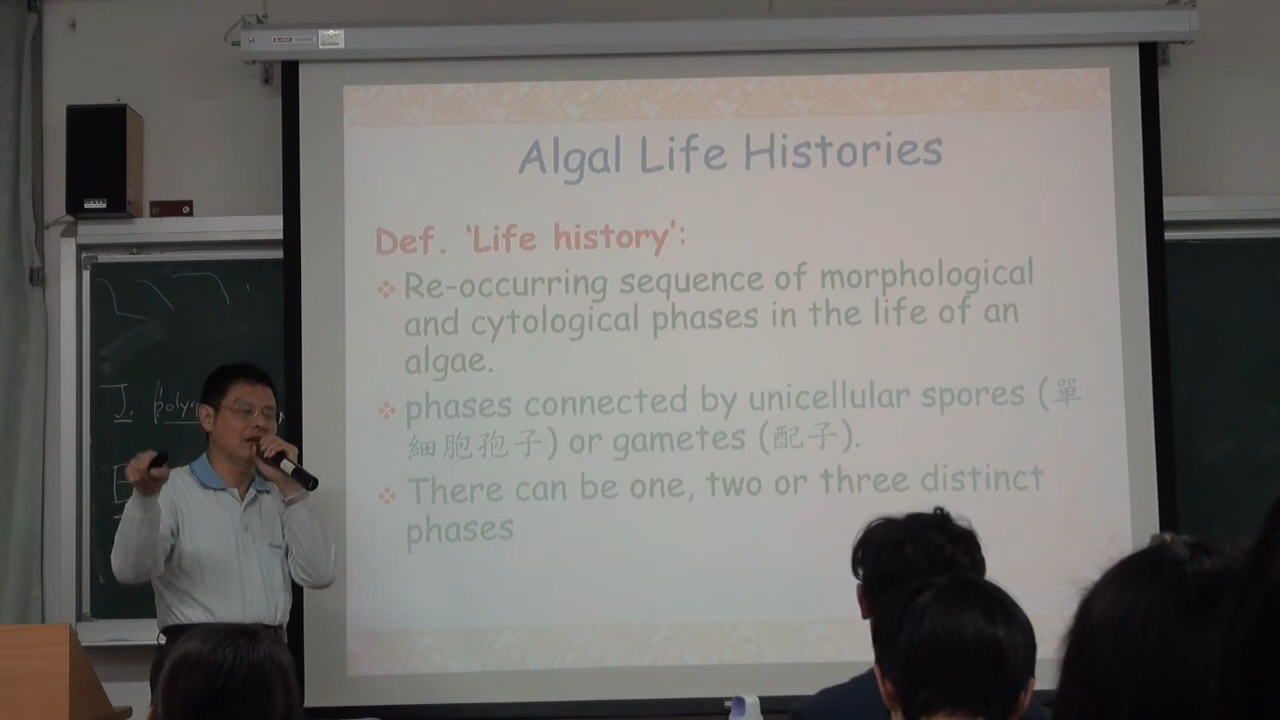 Algal Life Histories
Def. 'Life history':
Re-occurring sequence of morphological
and cytological phases in the life of an
algae.
phases connected by unicellular spores (單
細胞孢子) or gametes (配子).
There can be one, two or three distinct
phases